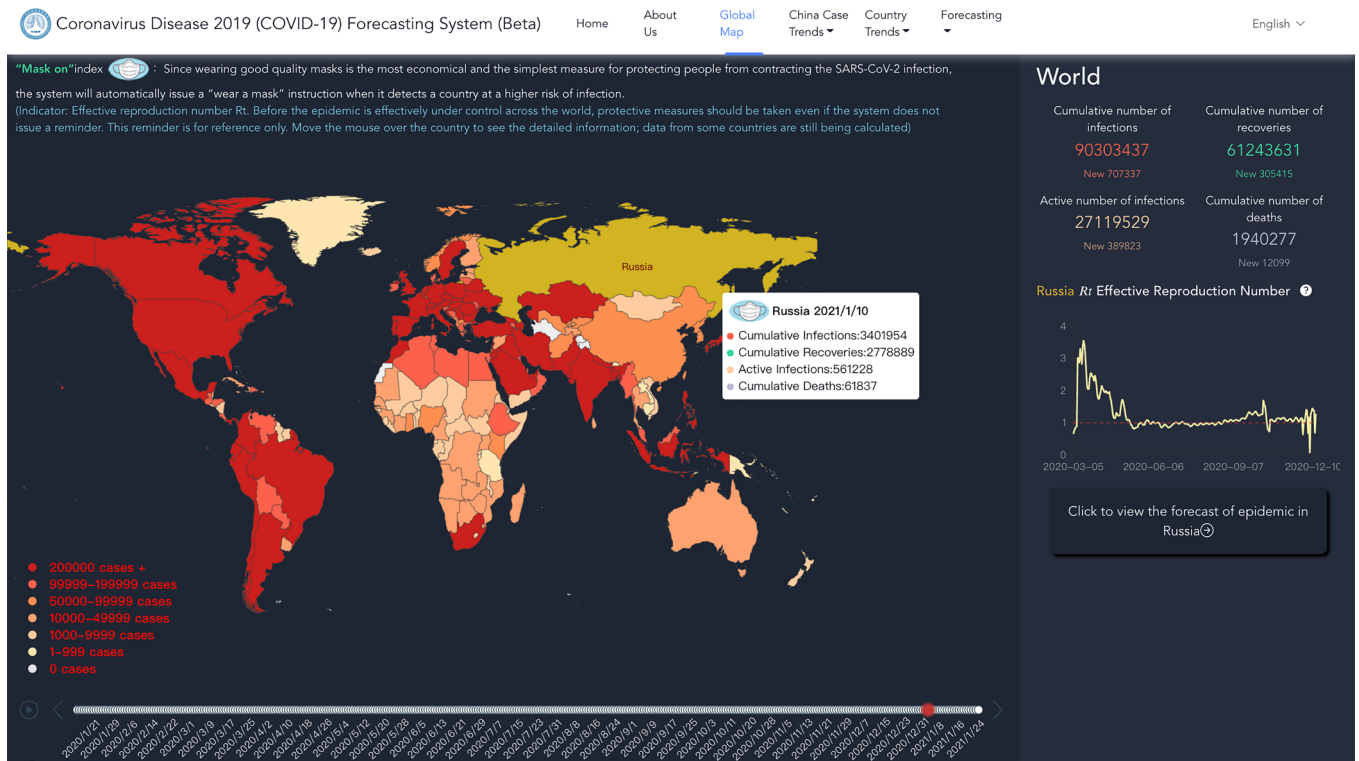 Coronavirus Disease 2019 (COVID-19) Forecasting System (Beta)
Home
About
Us
Global
Map
China Case
Trends
Country
Trends
Forecasting
English
“Mask on”index : Since wearing good quality masks is the most economical and the simplest measure for protecting people from contracting the SARS-CoV-2 infection,
the system will automatically issue a “wear a mask” instruction when it detects a country at a higher risk of infection.
(Indicator: Effective reproduction number Rt. Before the epidemic is effectively under control across the world, protective measures should be taken even if the system does not
issue a reminder. This reminder is for reference only. Move the mouse over the country to see the detailed information; data from some countries are still being calculated)
World
Cumulative number of
infections
90303437
New 707337
Cumulative number of
recoveries
61243631
New 305415
Active number of infections
27119529
New 389823
Cumulative number of
deaths
1940277
New 12099
Russia Rt Effective Reproduction Number ?
4
3
2
1
0
2020-03-05
2020-06-06
2020-09-07
2020-12-10
Click to view the forecast of epidemic in
Russia
Russia
Russia 2021/1/10
Cumulative Infections:3401954
Cumulative Recoveries:2778889
Active Infections:561228
Cumulative Deaths:61837
200000 cases +
99999-199999 cases
50000-99999 cases
10000-49999 cases
1000-9999 cases
1-999 cases
0 cases
2020/1/21
2020/1/29
2020/2/6
2020/2/14
2020/2/22
2020/3/1
2020/3/9
2020/3/17
2020/3/25
2020/4/2
2020/4/10
2020/4/18
2020/4/26
2020/5/4
2020/5/12
2020/5/20
2020/5/28
2020/6/5
2020/6/13
2020/6/21
2020/6/29
2020/7/7
2020/7/15
2020/7/23
2020/7/31
2020/8/8
2020/8/16
2020/8/24
2020/9/1
2020/9/9
2020/9/17
2020/9/25
2020/10/3
2020/10/11
2020/10/20
2020/10/28
2020/11/5
2020/11/13
2020/11/21
2020/11/29
2020/12/7
2020/12/15
2020/12/23
2020/12/31
2021/1/8
2021/1/16
2021/1/24